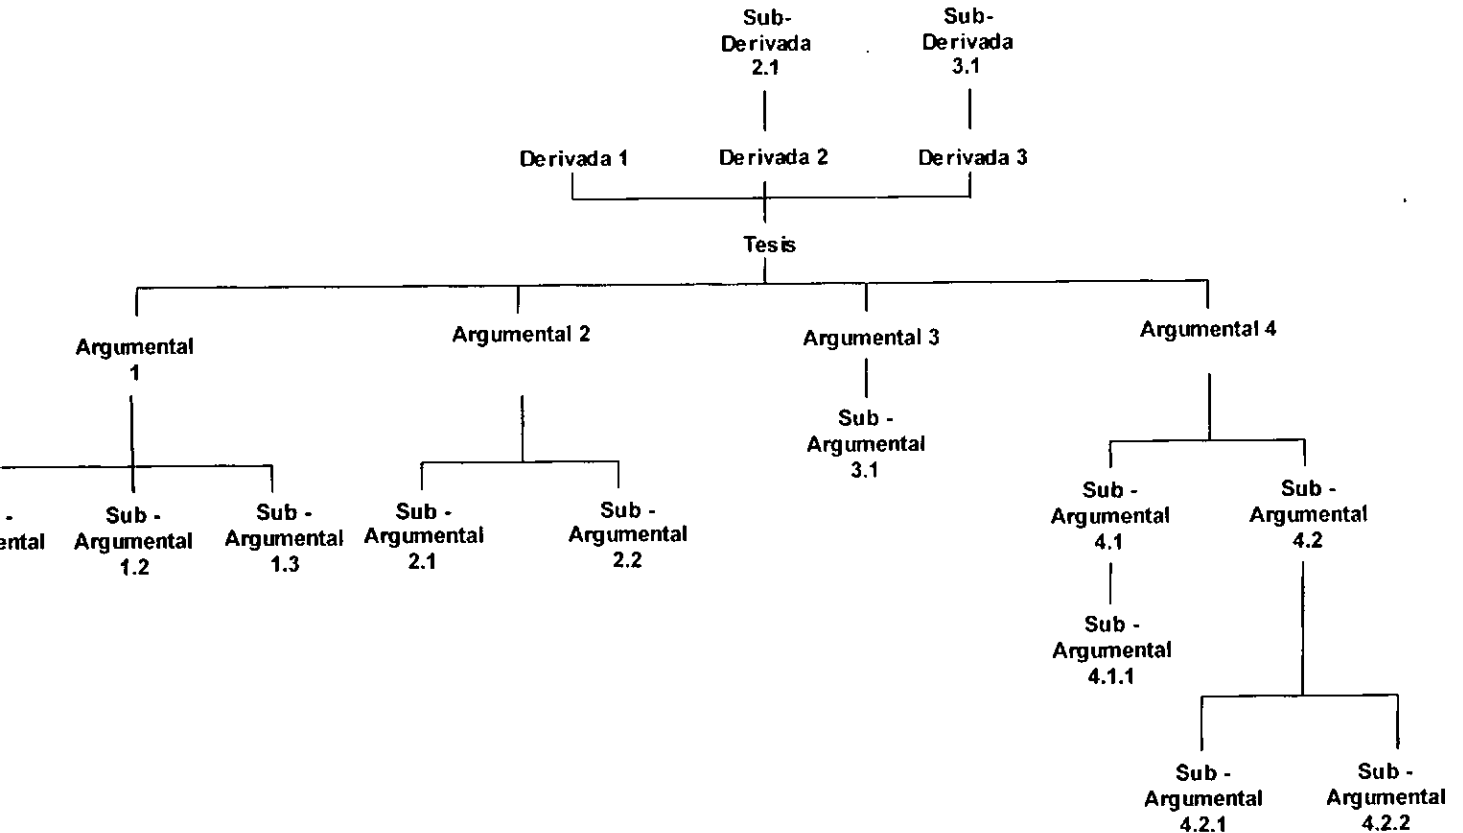 Sub-
Derivada
2.1
Sub-
Derivada
3.1
Derivada 1
Derivada 2
Derivada 3
Tesis
Argumental
1
Argumental 2
Argumental 3
Argumental 4
Sub -
Argumental
3.1
-
ental
Sub -
Argumental
1.2
Sub -
Argumental
1.3
Sub -
Argumental
2.1
Sub -
Argumental
2.2
Sub -
Argumental
4.1
Sub -
Argumental
4.2
Sub -
Argumental
4.1.1
Sub -
Argumental
4.2.1
Sub -
Argumental
4.2.2